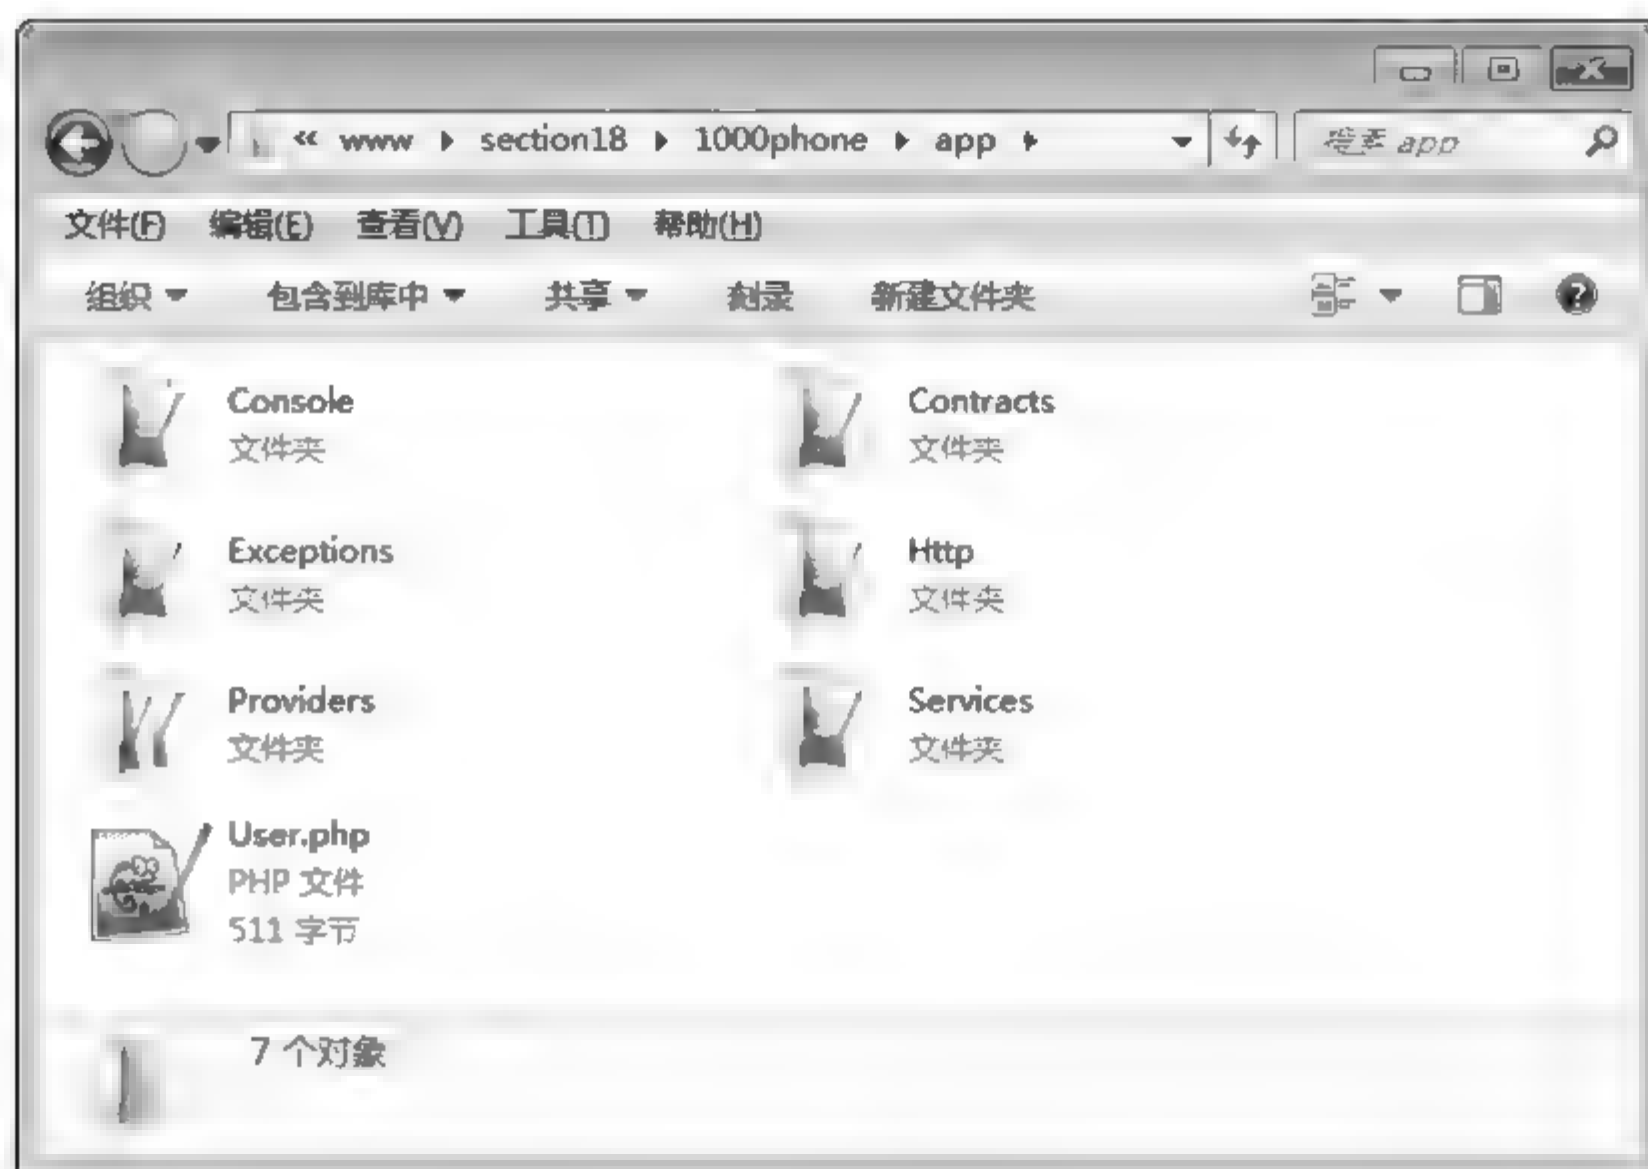 « www ▸ section18 ▸ 1000phone ▸ app ▸ 搜索 app
文件(F) 编辑(E) 查看(V) 工具(T) 帮助(H)
组织 包含到库中 共享 刻录 新建文件夹
Console
文件夹
Contracts
文件夹
Exceptions
文件夹
Http
文件夹
Providers
文件夹
Services
文件夹
User.php
PHP 文件
511 字节
7 个对象